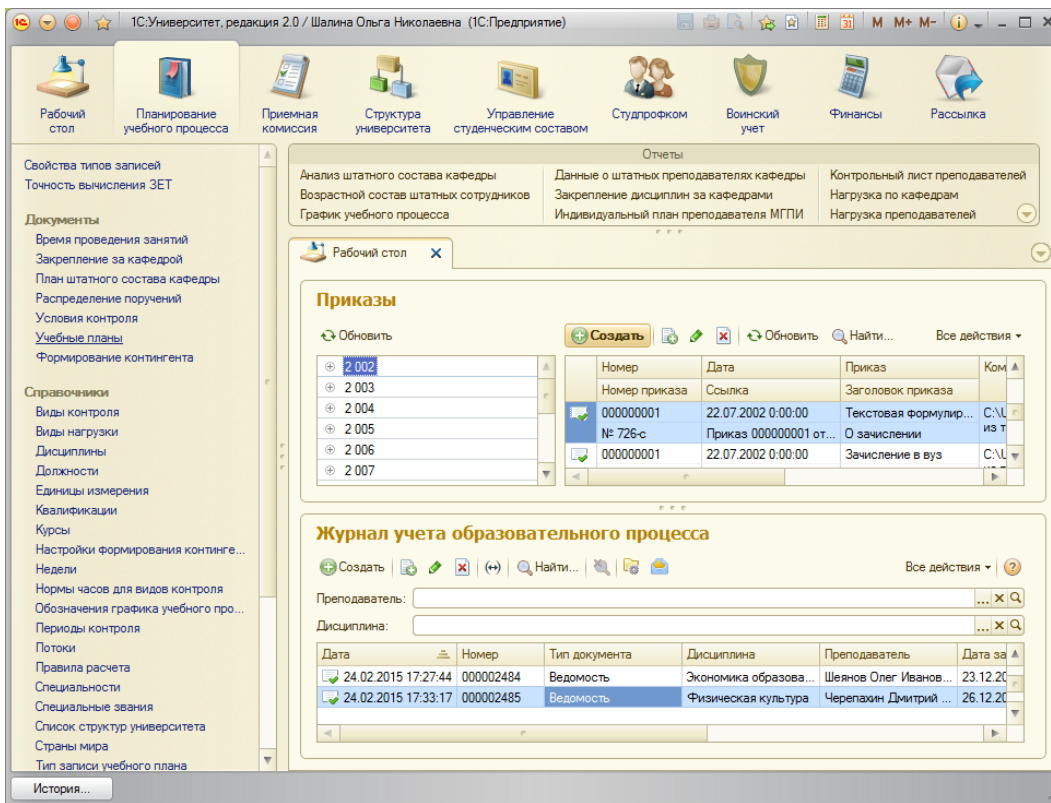 1С:Университет, редакция 2.0 / Шалина Ольга Николаевна (1С:Предприятие)
31 M M+ M-
Рабочий стол
Планирование учебного процесса
Приемная комиссия
Структура университета
Управление студенческим составом
Студпрофком
Воинский учет
Финансы
Рассылка
Свойства типов записей
Точность вычисления ЗЕТ
Документы
Время проведения занятий
Закрепление за кафедрой
План штатного состава кафедры
Распределение поручений
Условия контроля
Учебные планы
Формирование контингента
Справочники
Виды контроля
Виды нагрузки
Дисциплины
Должности
Единицы измерения
Квалификации
Курсы
Настройки формирования континге...
Недели
Нормы часов для видов контроля
Обозначения графика учебного про...
Периоды контроля
Потоки
Правила расчета
Специальности
Специальные звания
Список структур университета
Страны мира
Тип записи учебного плана
Отчеты
Анализ штатного состава кафедры Данные о штатных преподавателях кафедры Контрольный лист преподавателей
Возрастной состав штатных сотрудников Закрепление дисциплин за кафедрами Нагрузка по кафедрам
График учебного процесса Индивидуальный план преподавателя МГПИ Нагрузка преподавателей
Рабочий стол
Приказы
Обновить
2 002
2 003
2 004
2 005
2 006
2 007
Создать Обновить Найти... Все действия
Номер Дата Приказ Ком
Номер приказа Ссылка Заголовок приказа
000000001 22.07.2002 0:00:00 Текстовая формулир... C:\U
№ 726-с Приказ 000000001 от... О зачислении из т
000000001 22.07.2002 0:00:00 Зачисление в вуз C:\U
Журнал учета образовательного процесса
Создать Найти... Все действия
Преподаватель:
Дисциплина:
Дата Номер Тип документа Дисциплина Преподаватель Дата за
24.02.2015 17:27:44 000002484 Ведомость Экономика образова... Шеянов Олег Иванов... 23.12.20
24.02.2015 17:33:17 000002485 Ведомость Физическая культура Черепахин Дмитрий ... 26.12.20
История...